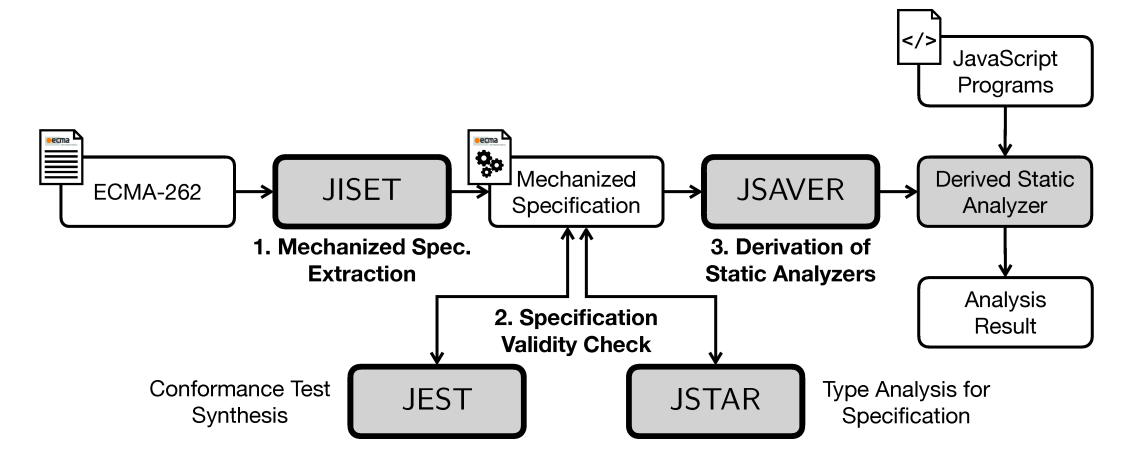 </>
JavaScript
Programs
ecma
ECMA-262
JISET
ecma
Mechanized
Specification
JSAVER
Derived Static
Analyzer
1. Mechanized Spec.
Extraction
3. Derivation of
Static Analyzers
2. Specification
Validity Check
Analysis
Result
Conformance Test
Synthesis
JEST
JSTAR
Type Analysis for
Specification